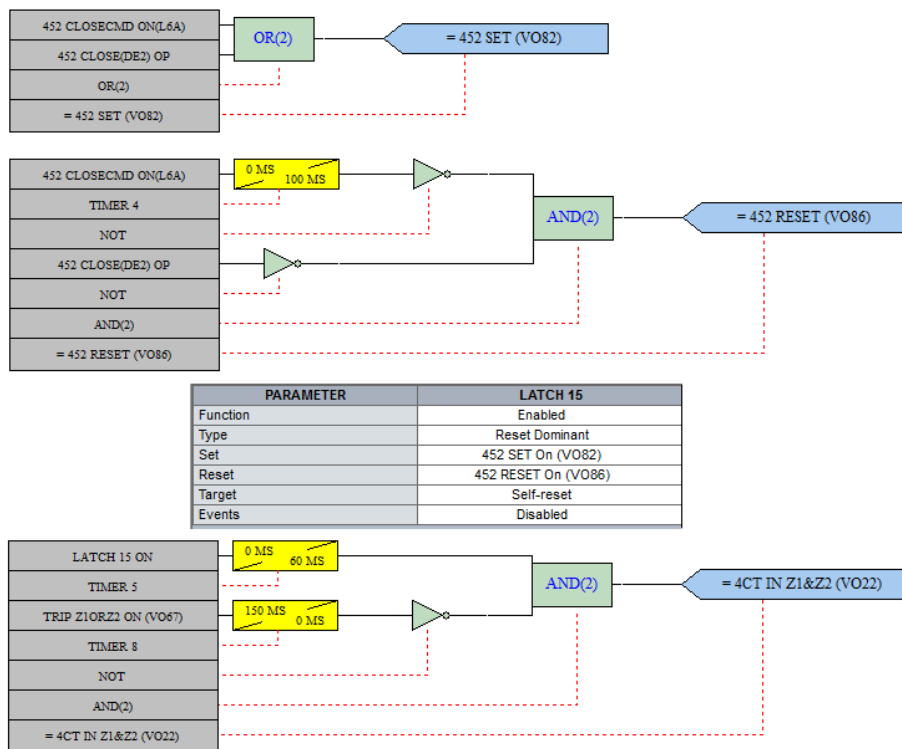 452 CLOSECMD ON(L6A)
452 CLOSE(DE2) OP
OR(2)
= 452 SET (VO82)
OR(2)
= 452 SET (VO82)
452 CLOSECMD ON(L6A)
TIMER 4
NOT
452 CLOSE(DE2) OP
NOT
AND(2)
= 452 RESET (VO86)
0 MS
100 MS
AND(2)
= 452 RESET (VO86)
PARAMETER LATCH 15
Function Enabled
Type Reset Dominant
Set 452 SET On (VO82)
Reset 452 RESET On (VO86)
Target Self-reset
Events Disabled
LATCH 15 ON
TIMER 5
TRIP Z1ORZ2 ON (VO67)
TIMER 8
NOT
AND(2)
= 4CT IN Z1&Z2 (VO22)
0 MS
60 MS
150 MS
0 MS
AND(2)
= 4CT IN Z1&Z2 (VO22)